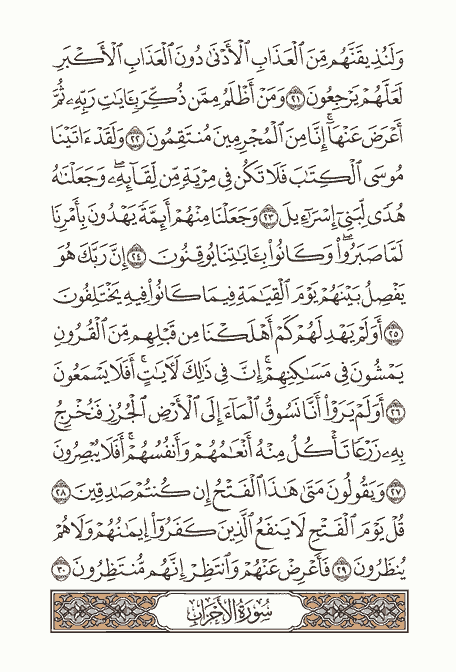 وَلَنُذِيقَنَّهُم مِّنَ ٱلْعَذَابِ ٱلْأَدْنَىٰ دُونَ ٱلْعَذَابِ ٱلْأَكْبَرِ
لَعَلَّهُمْ يَرْجِعُونَ ٢١ وَمَنْ أَظْلَمُ مِمَّن ذُكِّرَ بِـَٔايَٰتِ رَبِّهِۦ ثُمَّ
أَعْرَضَ عَنْهَآ ۚ إِنَّا مِنَ ٱلْمُجْرِمِينَ مُنتَقِمُونَ ٢٢ وَلَقَدْ ءَاتَيْنَا
مُوسَى ٱلْكِتَٰبَ فَلَا تَكُن فِى مِرْيَةٍ مِّن لِّقَآئِهِۦ ۖ وَجَعَلْنَٰهُ
هُدًى لِّبَنِىٓ إِسْرَٰٓءِيلَ ٢٣ وَجَعَلْنَا مِنْهُمْ أَئِمَّةً يَهْدُونَ بِأَمْرِنَا
لَمَّا صَبَرُوا۟ ۖ وَكَانُوا۟ بِـَٔايَٰتِنَا يُوقِنُونَ ٢٤ إِنَّ رَبَّكَ هُوَ
يَفْصِلُ بَيْنَهُمْ يَوْمَ ٱلْقِيَٰمَةِ فِيمَا كَانُوا۟ فِيهِ يَخْتَلِفُونَ
٢٥ أَوَلَمْ يَهْدِ لَهُمْ كَمْ أَهْلَكْنَا مِن قَبْلِهِم مِّنَ ٱلْقُرُونِ
يَمْشُونَ فِى مَسَٰكِنِهِمْ ۚ إِنَّ فِى ذَٰلِكَ لَـَٔايَٰتٍ ۖ أَفَلَا يَسْمَعُونَ
٢٦ أَوَلَمْ يَرَوْا۟ أَنَّا نَسُوقُ ٱلْمَآءَ إِلَى ٱلْأَرْضِ ٱلْجُرُزِ فَنُخْرِجُ
بِهِۦ زَرْعًا تَأْكُلُ مِنْهُ أَنْعَٰمُهُمْ وَأَنفُسُهُمْ ۖ أَفَلَا يُبْصِرُونَ
٢٧ وَيَقُولُونَ مَتَىٰ هَٰذَا ٱلْفَتْحُ إِن كُنتُمْ صَٰدِقِينَ ٢٨
قُلْ يَوْمَ ٱلْفَتْحِ لَا يَنفَعُ ٱلَّذِينَ كَفَرُوٓا۟ إِيمَٰنُهُمْ وَلَا هُمْ
يُنظَرُونَ ٢٩ فَأَعْرِضْ عَنْهُمْ وَٱنتَظِرْ إِنَّهُم مُّنتَظِرُونَ ٣٠
سُورَةُ الأَحْزَابِ